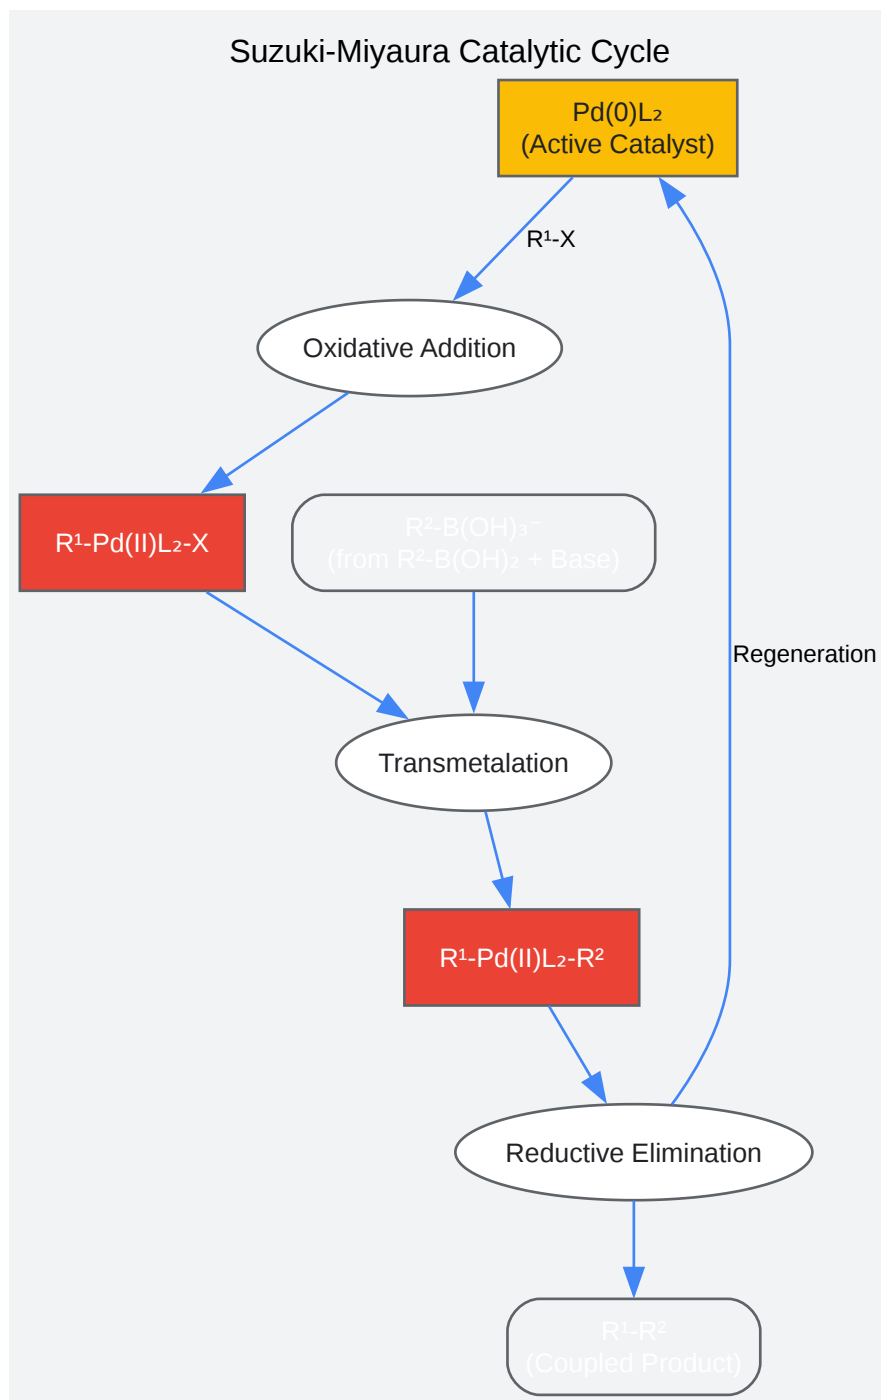 Suzuki-Miyaura Catalytic Cycle
Pd(0)L₂
(Active Catalyst)
R¹-X
Oxidative Addition
R¹-Pd(II)L₂-X
R²-B(OH)₃⁻
(from R²-B(OH)₂ + Base)
Regeneration
Transmetalation
R¹-Pd(II)L₂-R²
Reductive Elimination
R¹-R²
(Coupled Product)